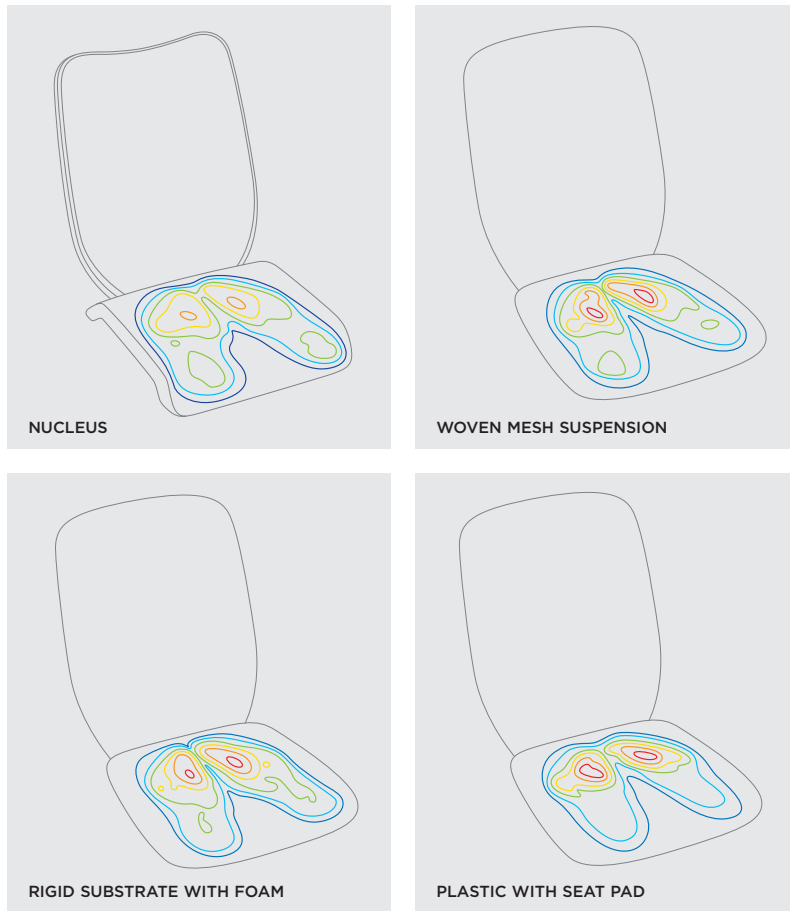 NUCLEUS
WOVEN MESH SUSPENSION
RIGID SUBSTRATE WITH FOAM
PLASTIC WITH SEAT PAD